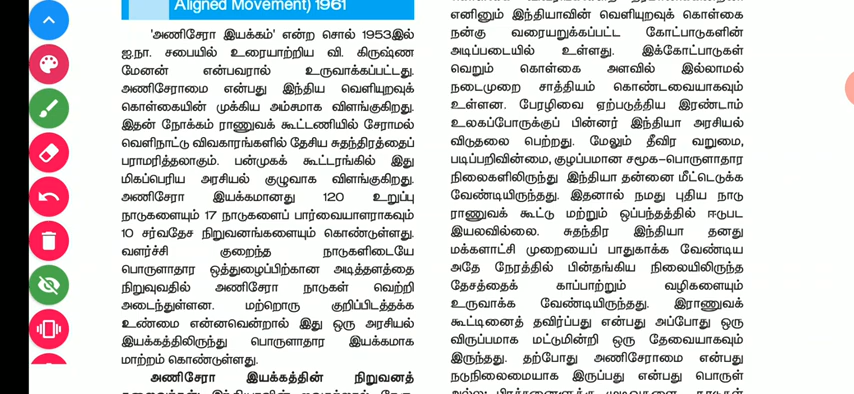 Aligned Movement) 1961
'அணிசேரா இயக்கம்' என்ற சொல் 1953இல்
ஐ.நா. சபையில் உரையாற்றிய வி. கிருஷ்ண
மேனன் என்பவரால் உருவாக்கப்பட்டது.
அணிசேராமை என்பது இந்திய வெளியுறவுக்
கொள்கையின் முக்கிய அம்சமாக விளங்குகிறது.
இதன் நோக்கம் ராணுவக் கூட்டணியில் சேராமல்
வெளிநாட்டு விவகாரங்களில் தேசிய சுதந்திரத்தைப்
பராமரித்தலாகும். பன்முகக் கூட்டரங்கில் இது
மிகப்பெரிய அரசியல் குழுவாக விளங்குகிறது.
அணிசேரா இயக்கமானது 120 உறுப்பு
நாடுகளையும் 17 நாடுகளைப் பார்வையாளராகவும்
10 சர்வதேச நிறுவனங்களையும் கொண்டுள்ளது.
வளர்ச்சி குறைந்த நாடுகளிடையே
பொருளாதார ஒத்துழைப்பிற்கான அடித்தளத்தை
நிறுவுவதில் அணிசேரா நாடுகள் வெற்றி
அடைந்துள்ளன. மற்றொரு குறிப்பிடத்தக்க
உண்மை என்னவென்றால் இது ஒரு அரசியல்
இயக்கத்திலிருந்து பொருளாதார இயக்கமாக
மாற்றம் கொண்டுள்ளது.
அணிசேரா இயக்கத்தின் நிறுவனத்
எனினும் இந்தியாவின் வெளியுறவுக் கொள்கை
நன்கு வரையறுக்கப்பட்ட கோட்பாடுகளின்
அடிப்படையில் உள்ளது. இக்கோட்பாடுகள்
வெறும் கொள்கை அளவில் இல்லாமல்
நடைமுறை சாத்தியம் கொண்டவையாகவும்
உள்ளன. பேரழிவை ஏற்படுத்திய இரண்டாம்
உலகப்போருக்குப் பின்னர் இந்தியா அரசியல்
விடுதலை பெற்றது. மேலும் தீவிர வறுமை,
படிப்பறிவின்மை, குழப்பமான சமூக-பொருளாதார
நிலைகளிலிருந்து இந்தியா தன்னை மீட்டெடுக்க
வேண்டியிருந்தது. இதனால் நமது புதிய நாடு
ராணுவக் கூட்டு மற்றும் ஒப்பந்தத்தில் ஈடுபட
இயலவில்லை. சுதந்திர இந்தியா தனது
மக்களாட்சி முறையைப் பாதுகாக்க வேண்டிய
அதே நேரத்தில் பின்தங்கிய நிலையிலிருந்த
தேசத்தைக் காப்பாற்றும் வழிகளையும்
உருவாக்க வேண்டியிருந்தது. இராணுவக்
கூட்டினைத் தவிர்ப்பது என்பது அப்போது ஒரு
விருப்பமாக மட்டுமின்றி ஒரு தேவையாகவும்
இருந்தது. தற்போது அணிசேராமை என்பது
நடுநிலைமையாக இருப்பது என்பது பொருள்